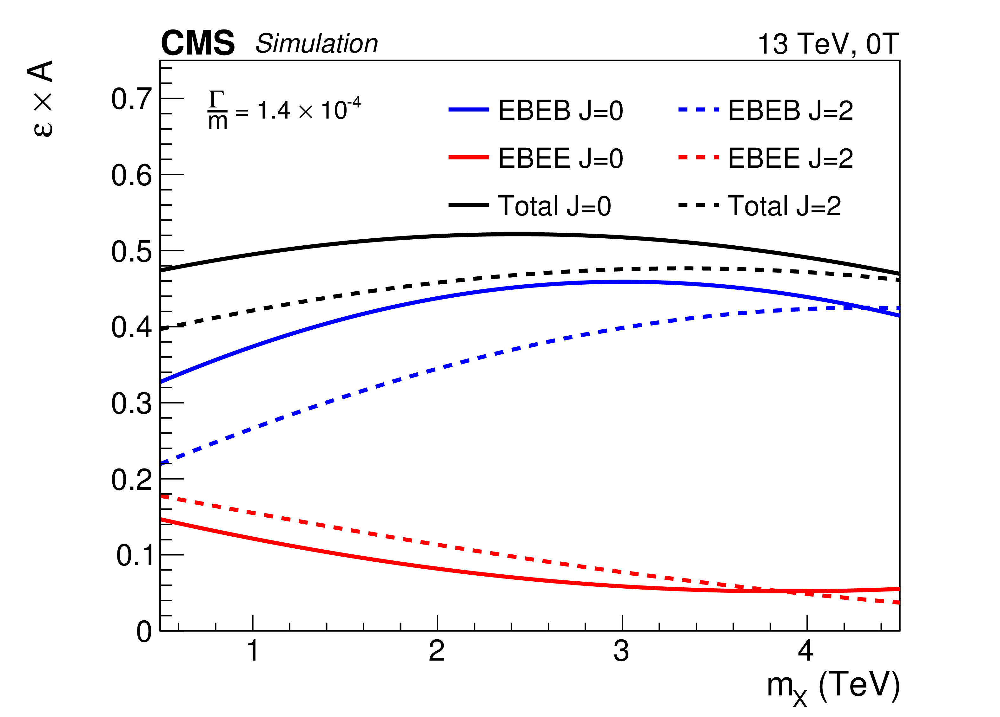 CMS Simulation 13 TeV, 0T
ε × A
Γ/m = 1.4 × 10^-4
EBEB J=0 EBEB J=2
EBEE J=0 EBEE J=2
Total J=0 Total J=2
0.7
0.6
0.5
0.4
0.3
0.2
0.1
0
1 2 3 4
m_X (TeV)